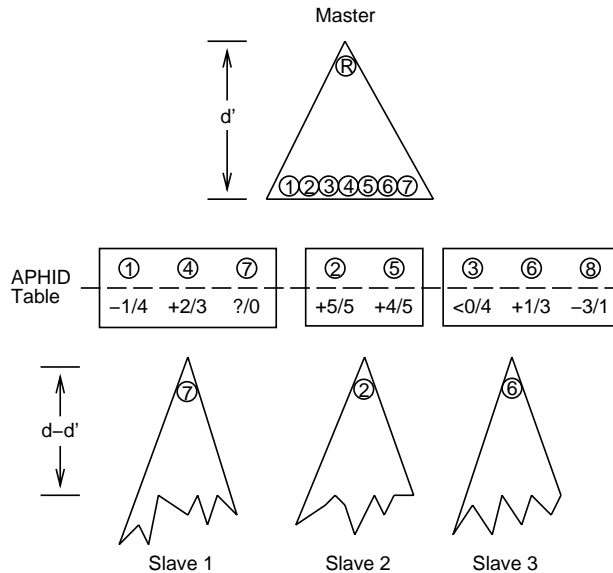 Master
R
d'
1 2 3 4 5 6 7
APHID
Table
1 4 7
−1/4 +2/3 ?/0
2 5
+5/5 +4/5
3 6 8
<0/4 +1/3 −3/1
d−d'
7
2
6
Slave 1
Slave 2
Slave 3